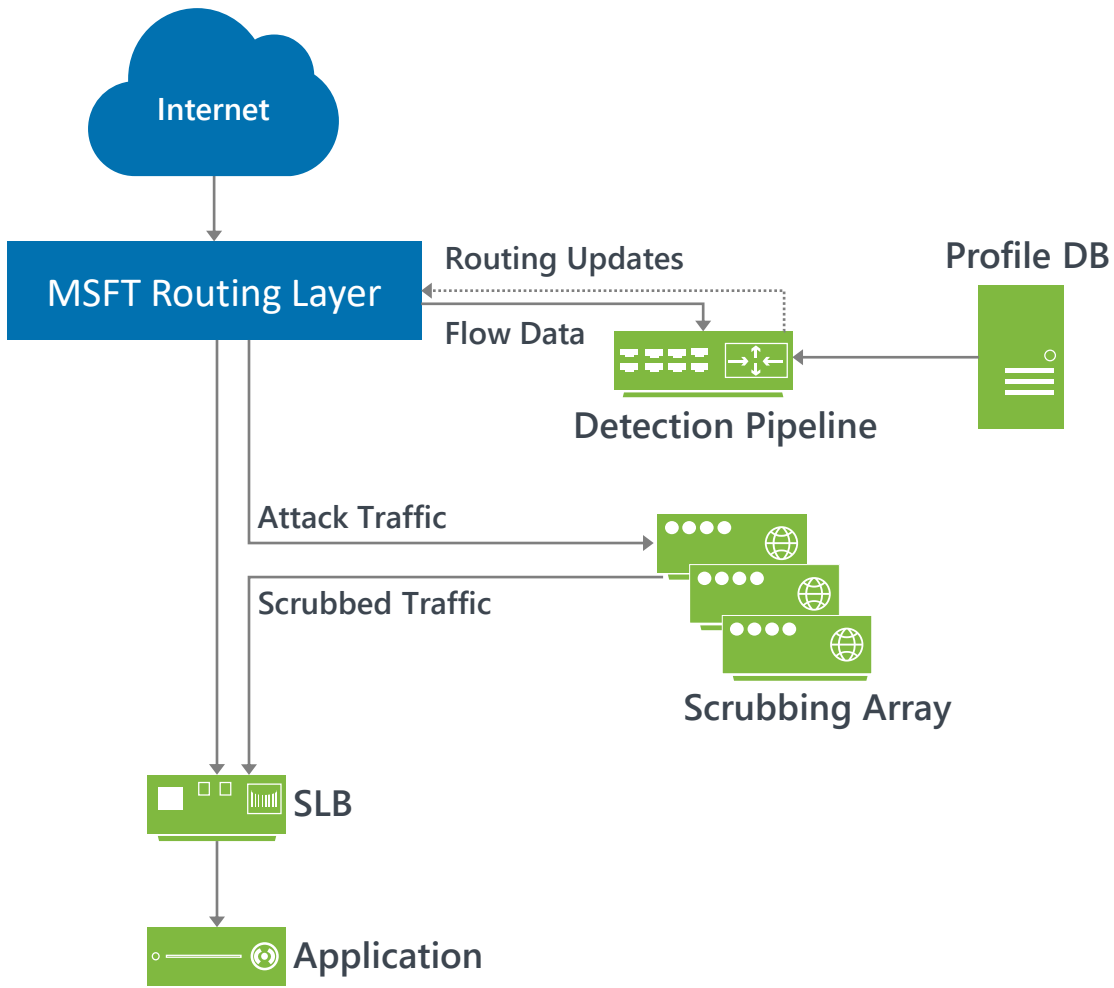 Internet
MSFT Routing Layer
Routing Updates
Flow Data
Profile DB
Detection Pipeline
Attack Traffic
Scrubbed Traffic
Scrubbing Array
SLB
Application